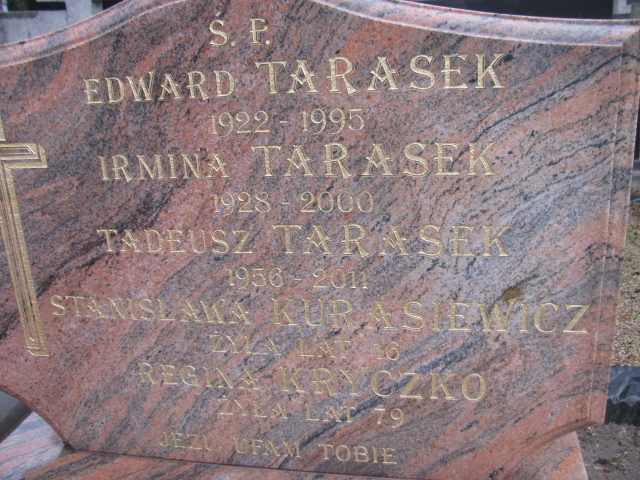 Ś. P.
EDWARD TARASEK
1922 - 1995
IRMINA TARASEK
1928 - 2000
TADEUSZ TARASEK
1956 - 2011
STANISŁAWA KURASIEWICZ
ŻYŁA LAT
REGINA KRYCZKO
ŻYŁA LAT 79
JEZU UFAM TOBIE